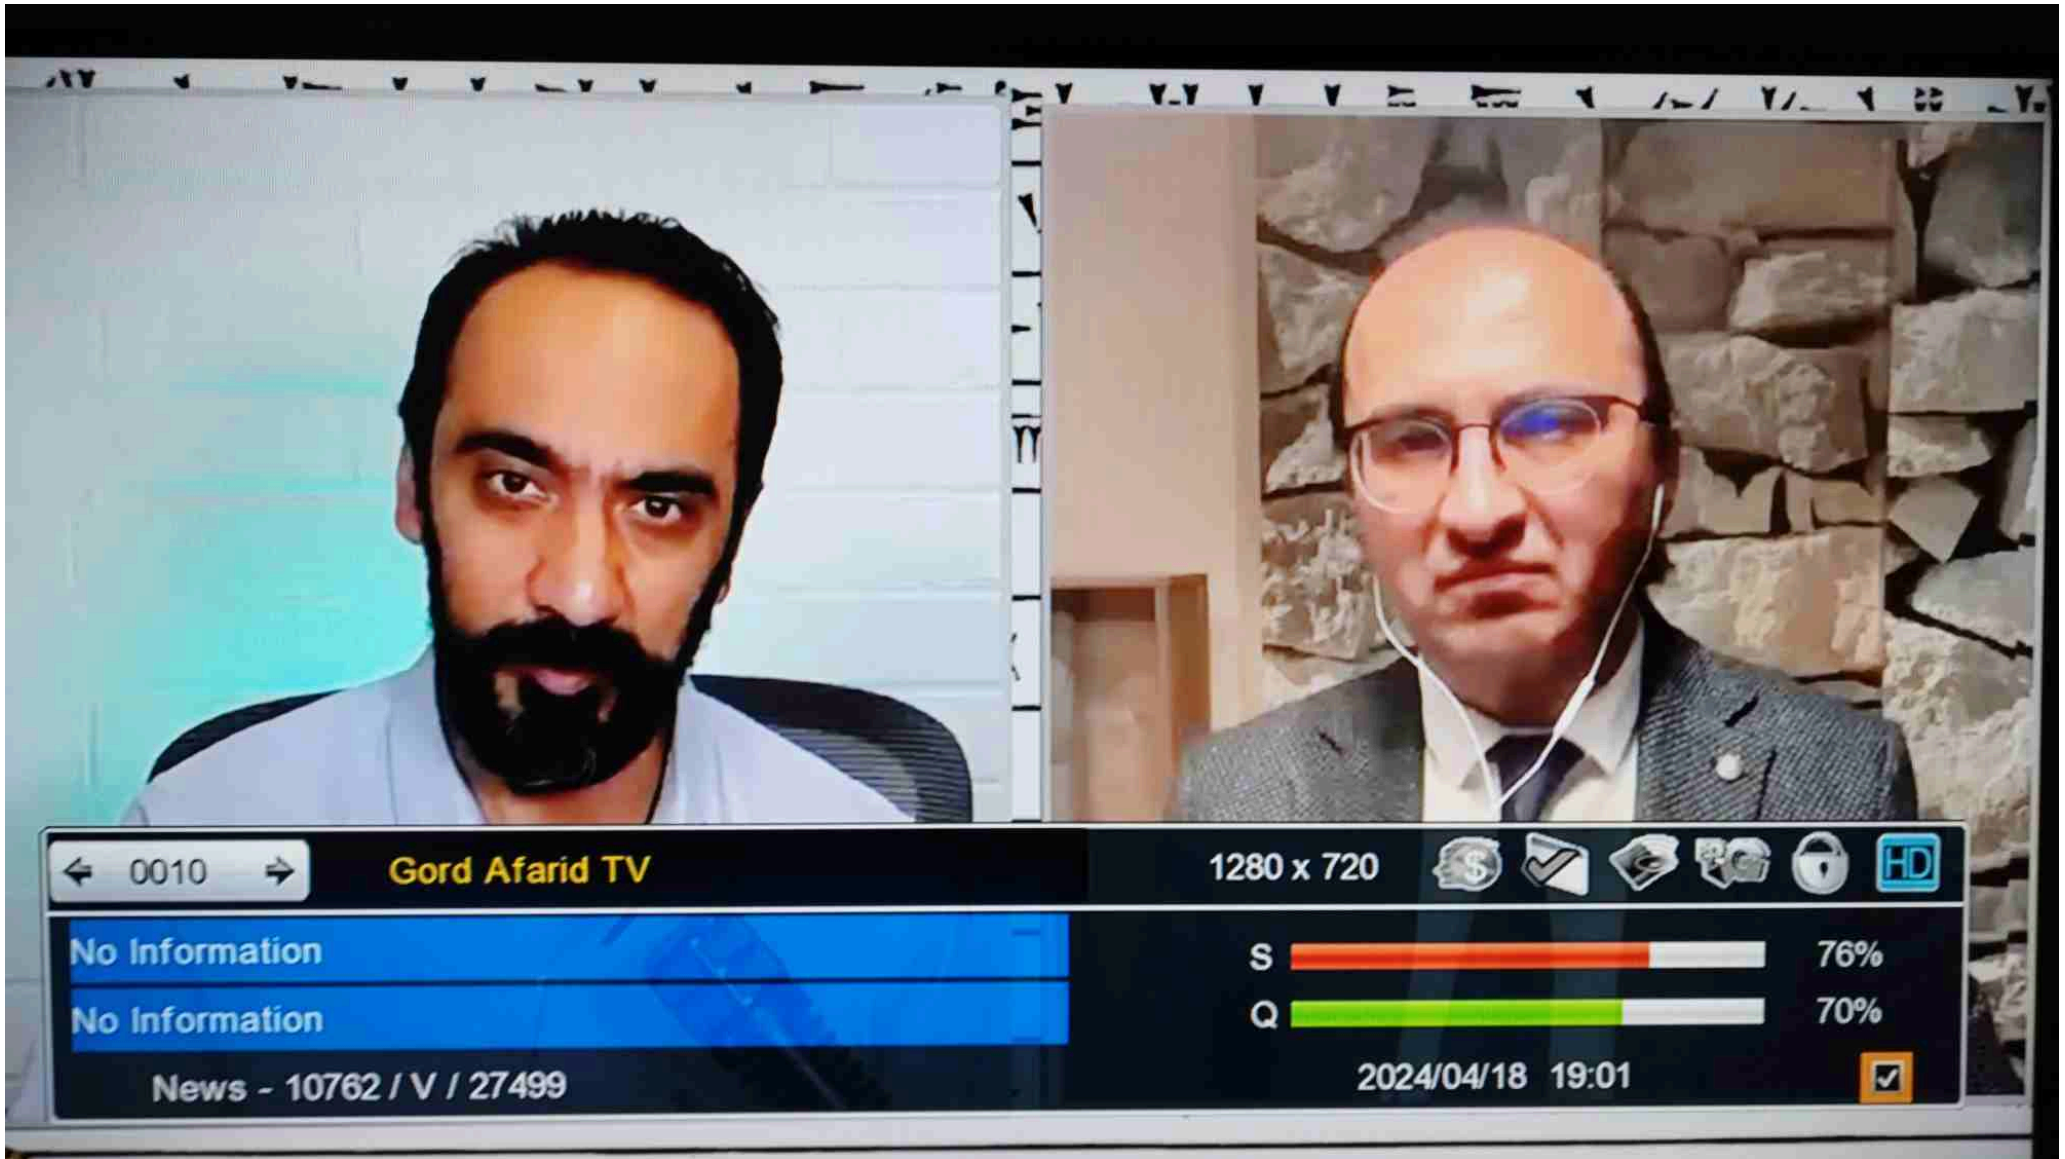 0010 Gord Afarid TV 1280 x 720 HD
No Information
S 76%
No Information
Q 70%
News - 10762 / V / 27499
2024/04/18 19:01